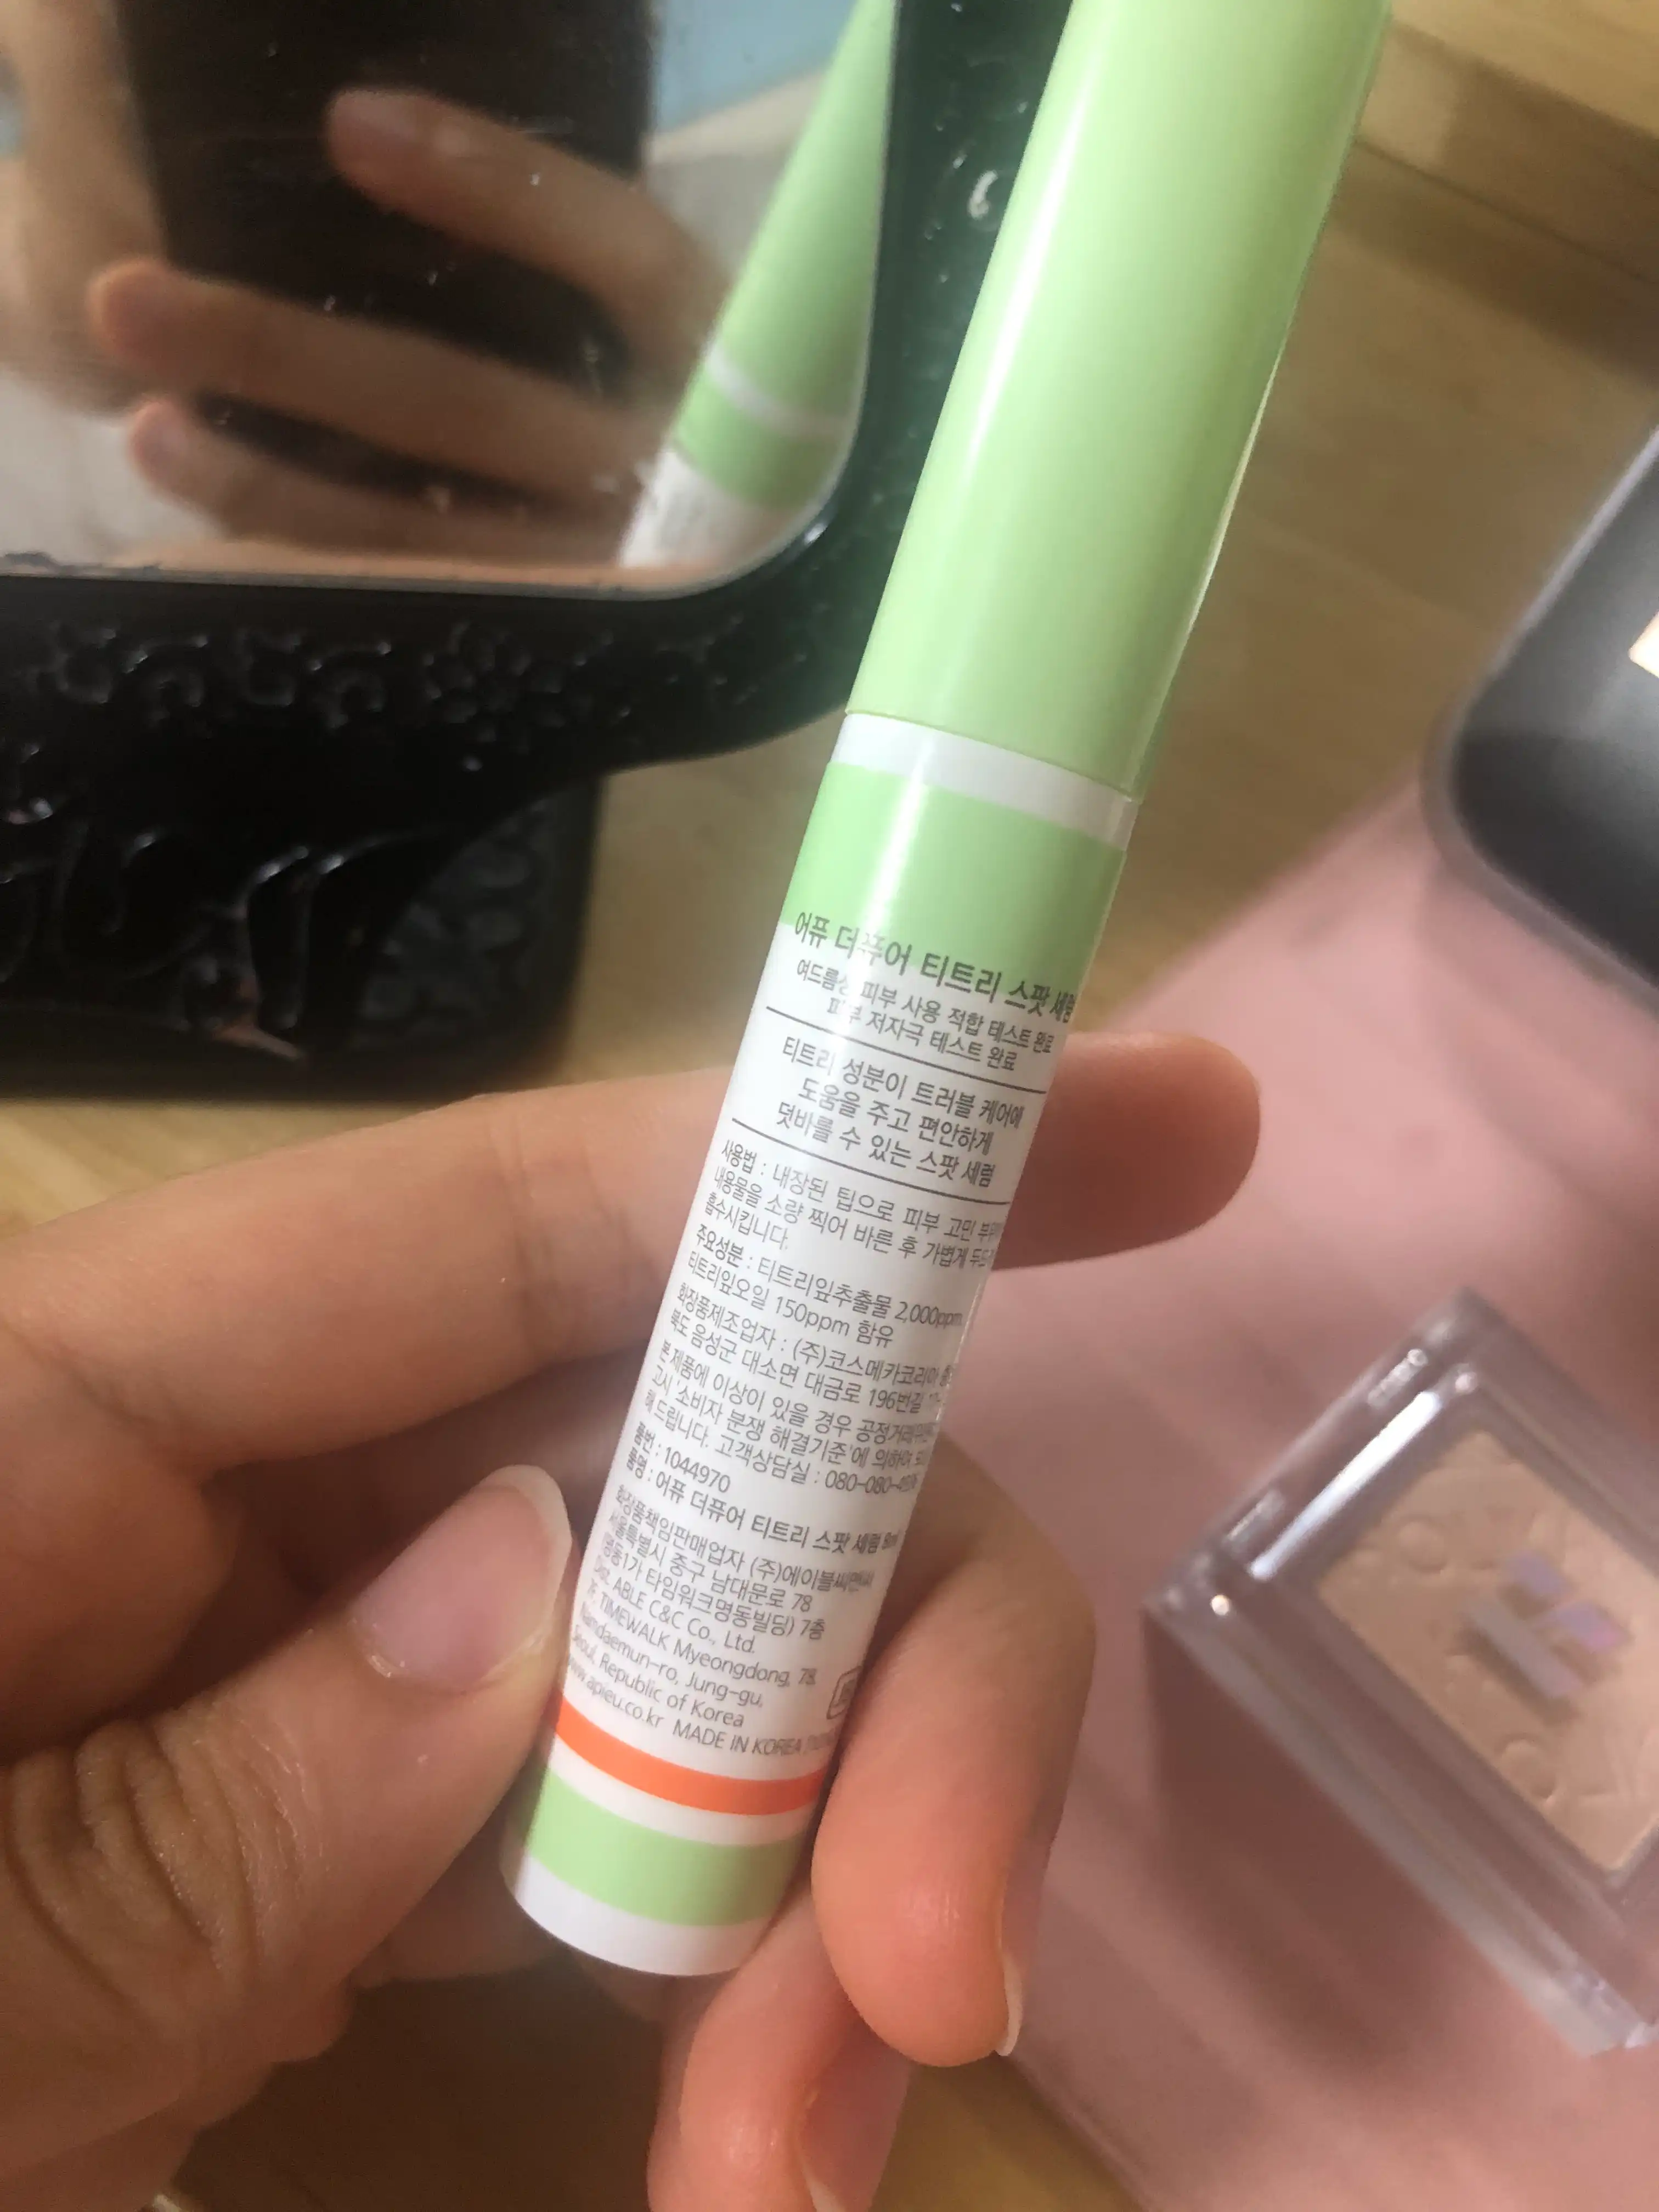 어퓨 더퓨어 티트리 스팟 세럼
여드름성 피부 사용 적합 테스트 완료
피부 저자극 테스트 완료
티트리 성분이 트러블 케어에
도움을 주고 편안하게
덧바를 수 있는 스팟 세럼
사용법 : 내장된 팁으로 피부 고민
내용물을 소량 찍어 바른 후 가볍게
흡수시킵니다.
주요성분 : 티트리잎추출물 2,000ppm,
티트리잎오일 150ppm 함유
화장품제조업자 : (주)코스메카코리아
북도 음성군 대소면 대금로 196번길
본 제품에 이상이 있을 경우 공정거래위원회
고시 '소비자 분쟁 해결기준'에 의하여
해 드립니다. 고객상담실 : 080-080-
품번 : 1044970
품명 : 어퓨 더퓨어 티트리 스팟 세럼 8ml
화장품책임판매업자 (주)에이블씨엔씨
서울특별시 중구 남대문로 78
(명동1가 타임워크명동빌딩) 7층
Dist. ABLE C&C Co., Ltd.
7F, TIMEWALK Myeongdong, 78,
Namdaemun-ro, Jung-gu,
Seoul, Republic of Korea
www.apieu.co.kr MADE IN KOREA